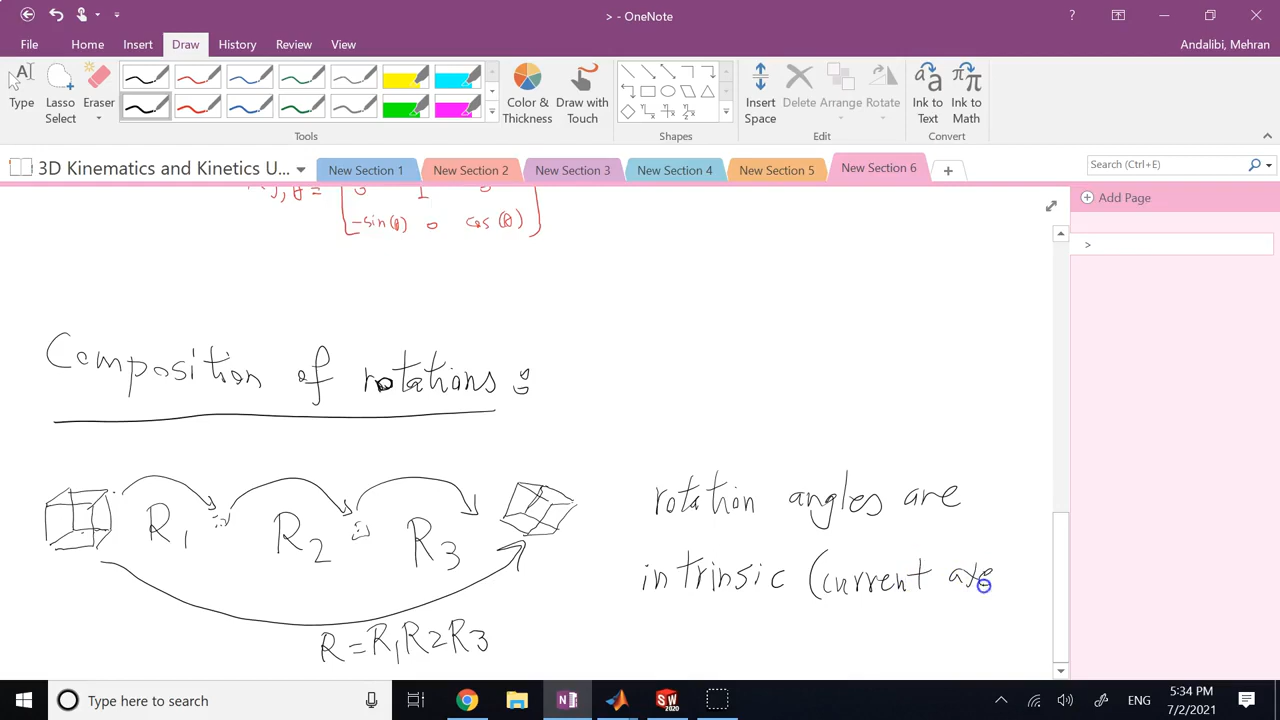 > - OneNote
File Home Insert Draw History Review View
Andalibi, Mehran
Type
Lasso Select
Eraser
Color & Thickness
Draw with Touch
Insert Space
Delete
Arrange
Rotate
Ink to Text
Ink to Math
Tools
Shapes
Edit
Convert
3D Kinematics and Kinetics U...
New Section 1
New Section 2
New Section 3
New Section 4
New Section 5
New Section 6
Search (Ctrl+E)
Add Page
>
-sin(θ) 0 cos(θ)
Composition of rotations :
R1 R2 R3
R=R1R2R3
rotation angles are
intrinsic (current axe
Type here to search
ENG
5:34 PM
7/2/2021